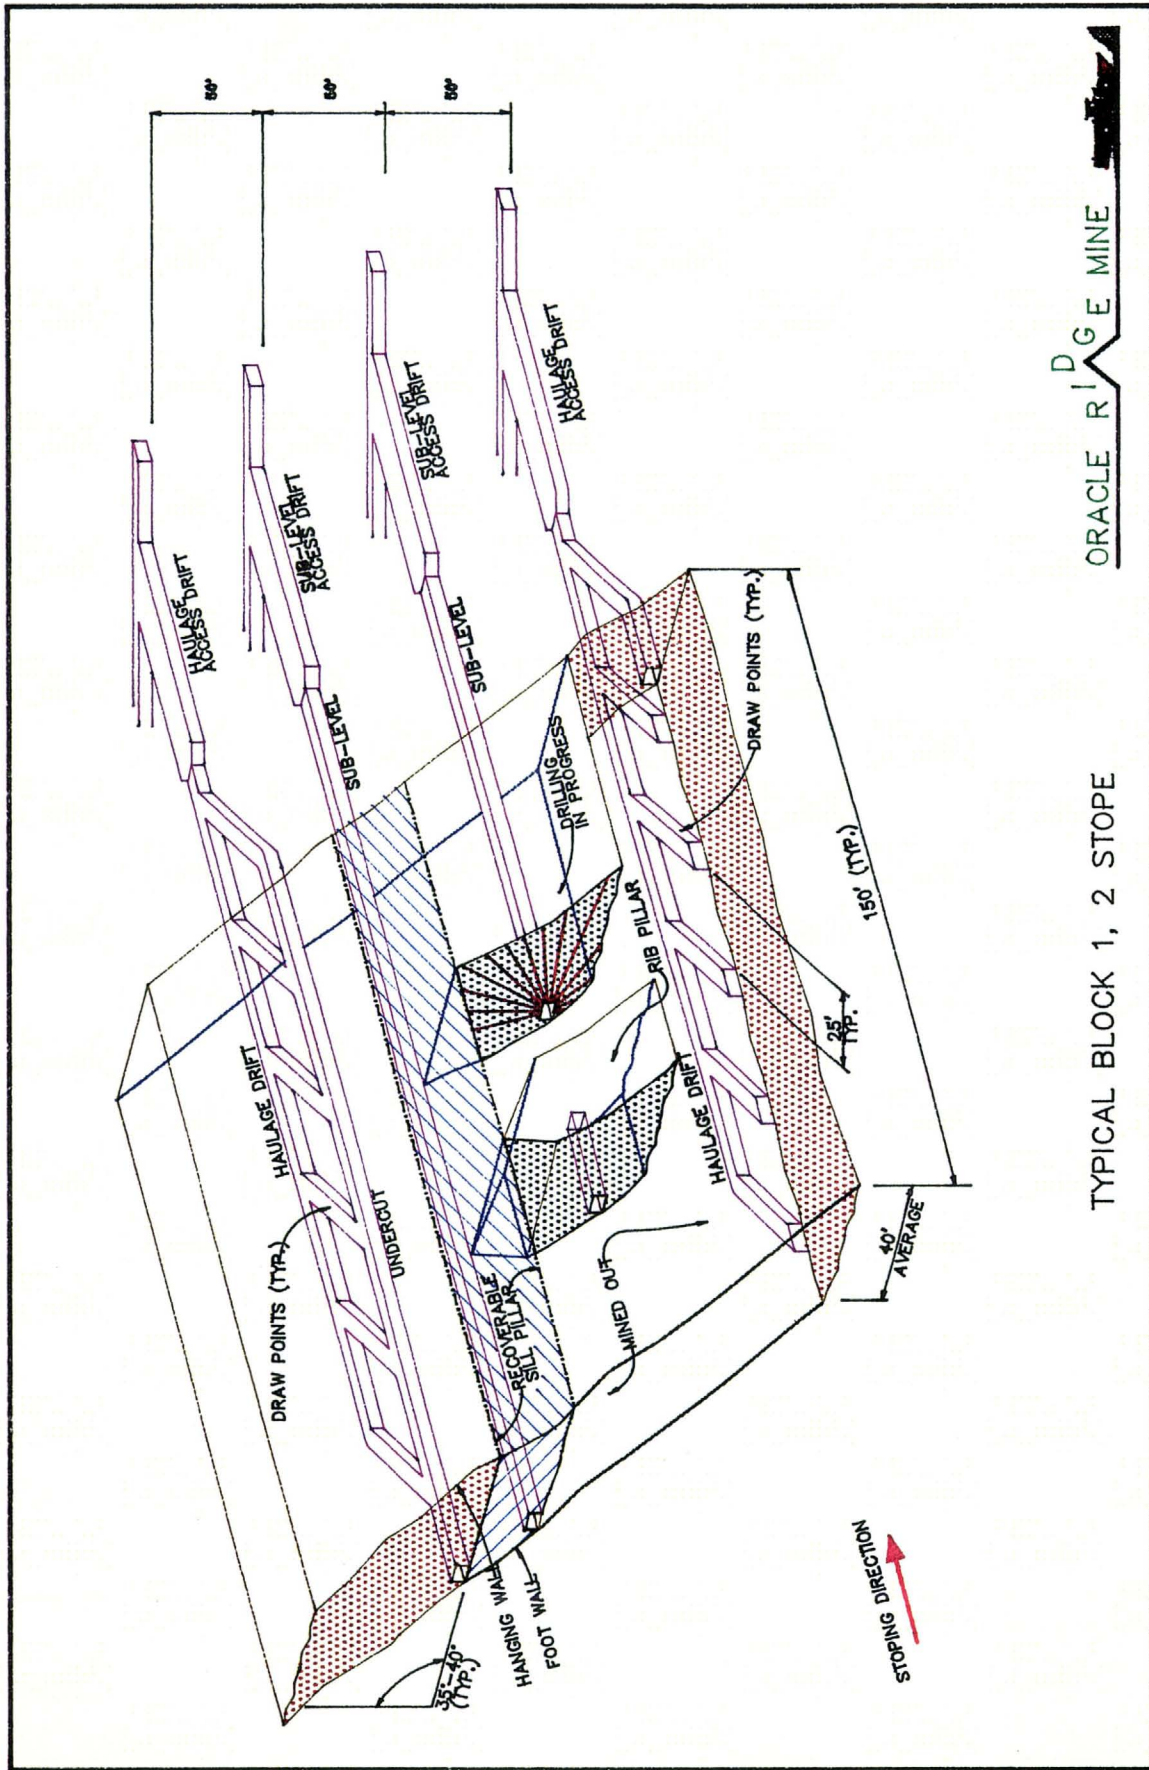 50'
50'
50'
HAULAGE
ACCESS DRIFT
SUB-LEVEL
ACCESS DRIFT
SUB-LEVEL
ACCESS DRIFT
HAULAGE
ACCESS DRIFT
SUB-LEVEL
SUB-LEVEL
HAULAGE DRIFT
DRAW POINTS (TYP.)
UNDERCUT
RECOVERABLE
SILL PILLAR
DRILLING
IN PROGRESS
RIB PILLAR
DRAW POINTS (TYP.)
HAULAGE DRIFT
MINED OUT
25'
TYP.
150' (TYP.)
40'
AVERAGE
35°-40°
(TYP.)
HANGING WALL
FOOT WALL
STOPING DIRECTION
TYPICAL BLOCK 1, 2 STOPE
ORACLE RIDGE MINE